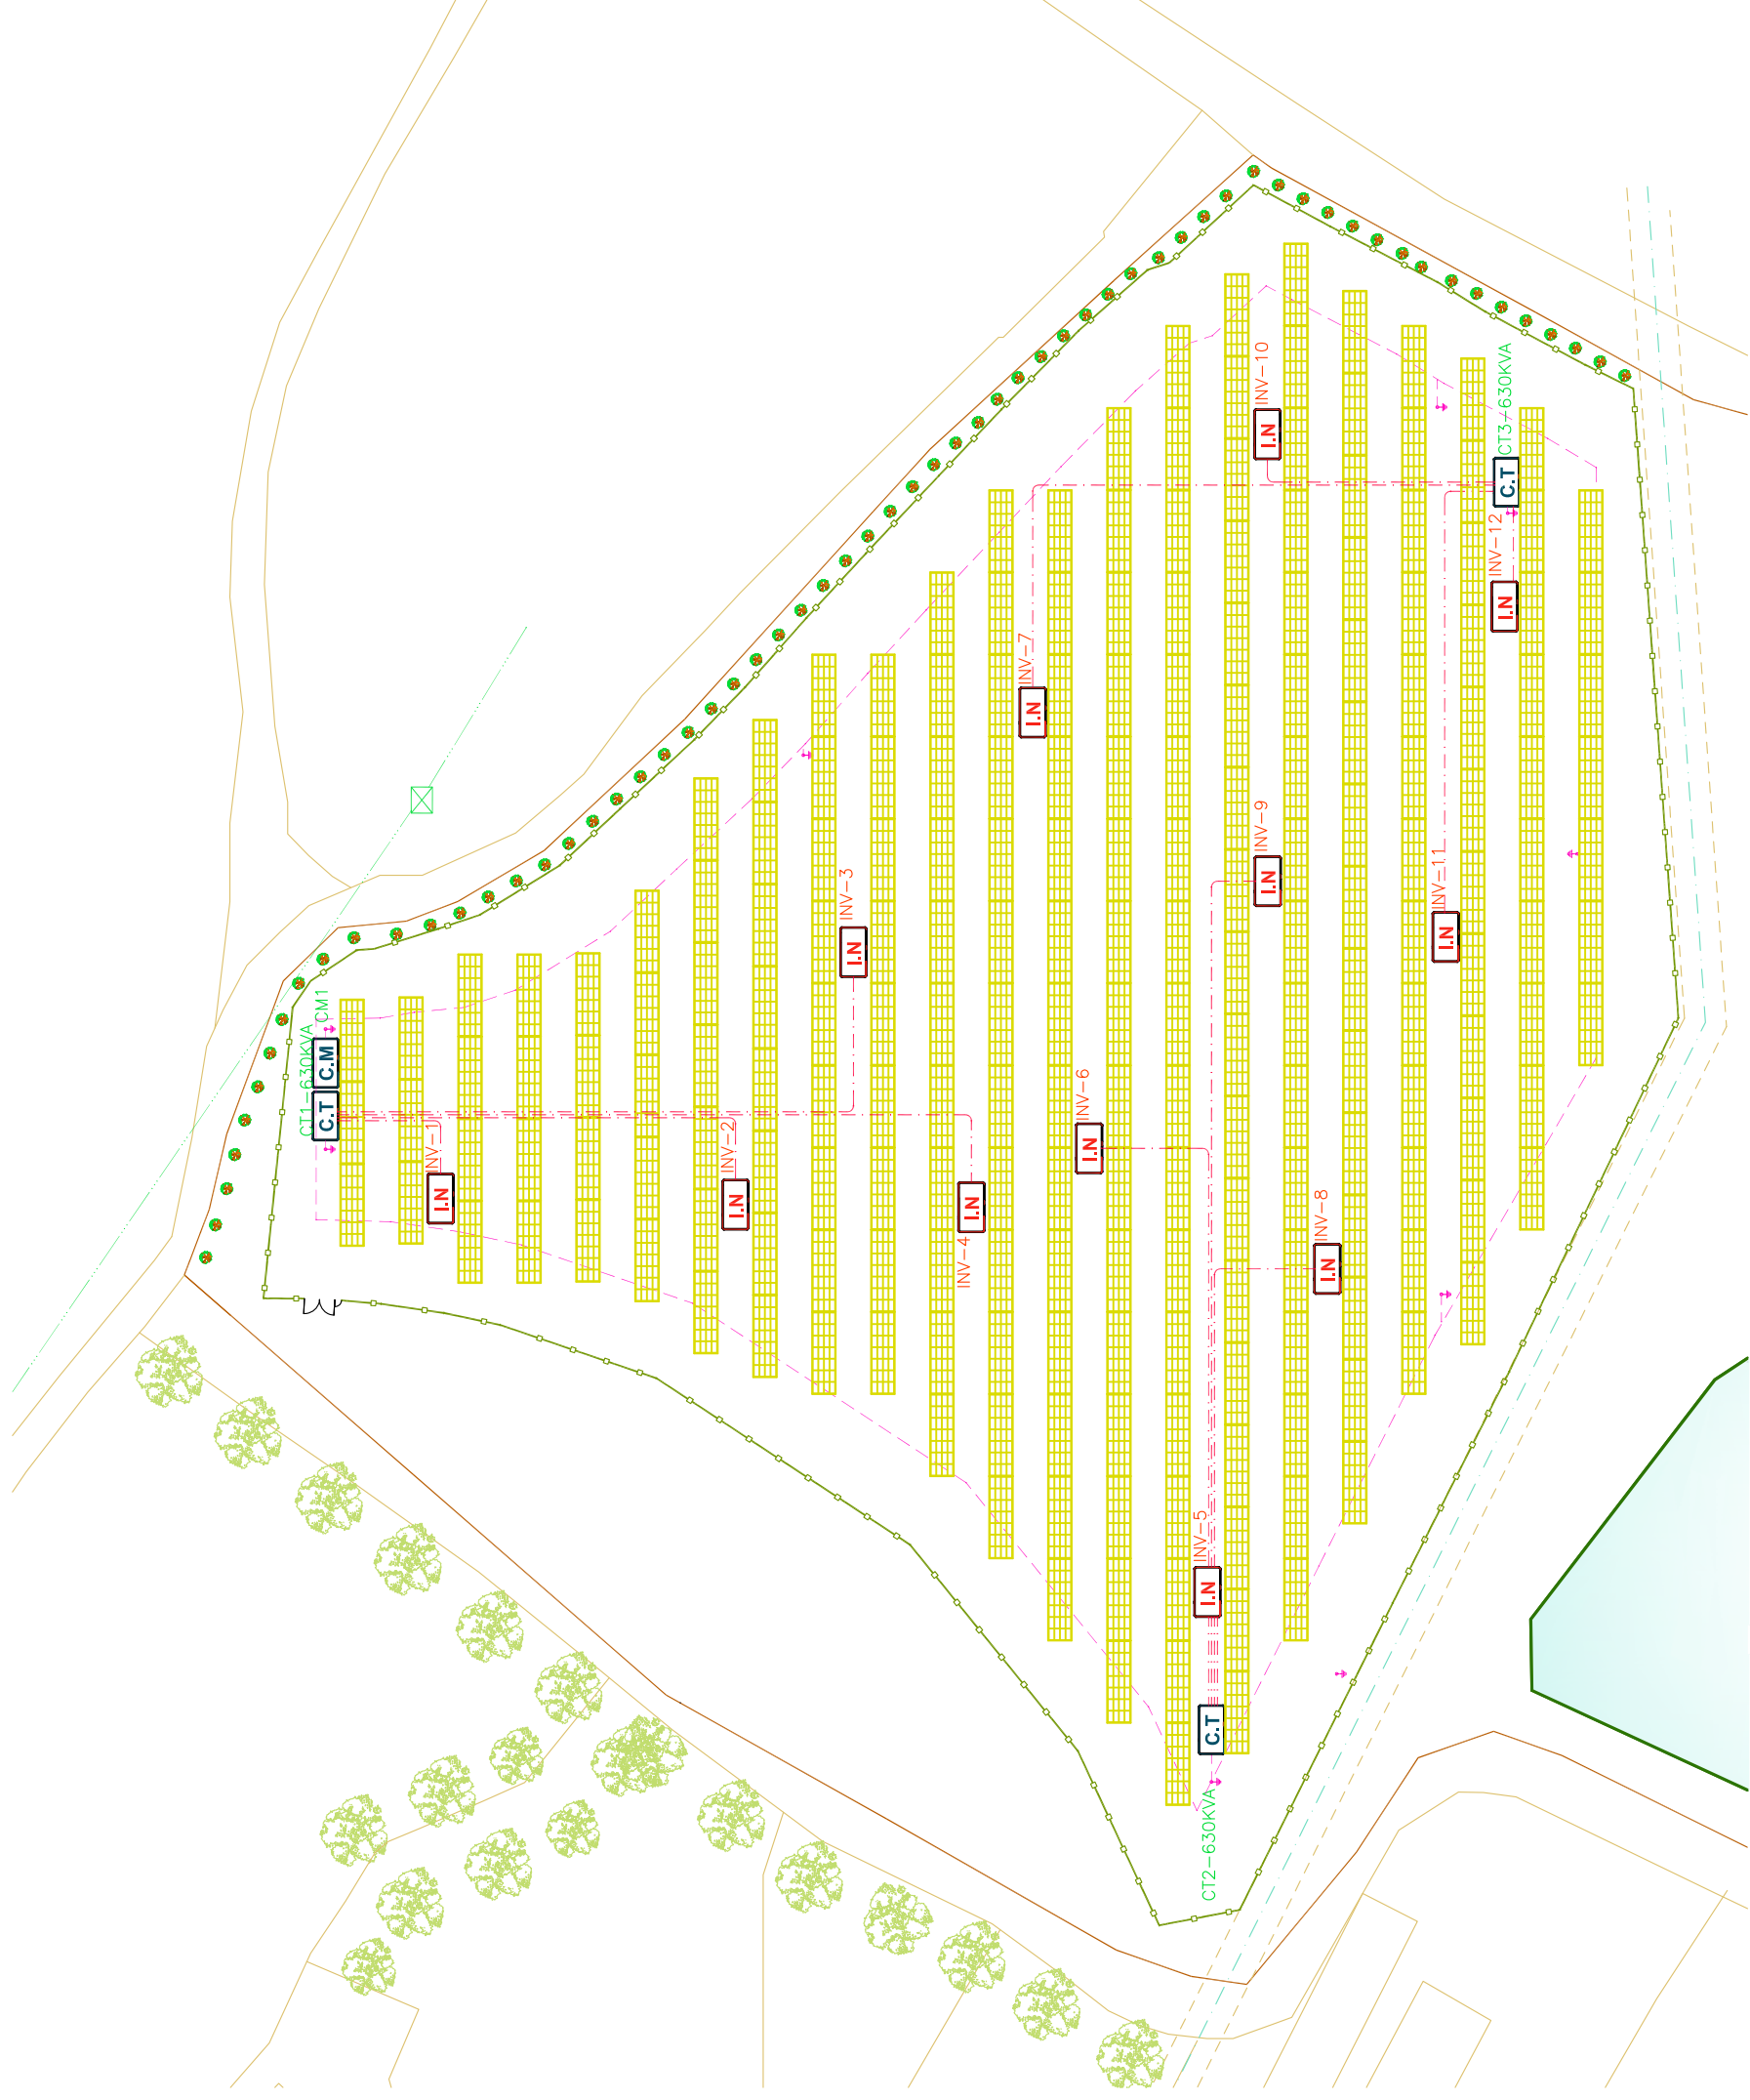 INV-10
I.N
CT3-630KVA
C.T
INV-12
I.N
INV-7
I.N
INV-9
I.N
INV-3
I.N
INV-11
I.N
CM1
C.M
CT1-630KVA
C.T
INV-1
I.N
INV-2
I.N
INV-4
I.N
INV-6
I.N
INV-8
I.N
INV-5
I.N
C.T
CT2-630KVA